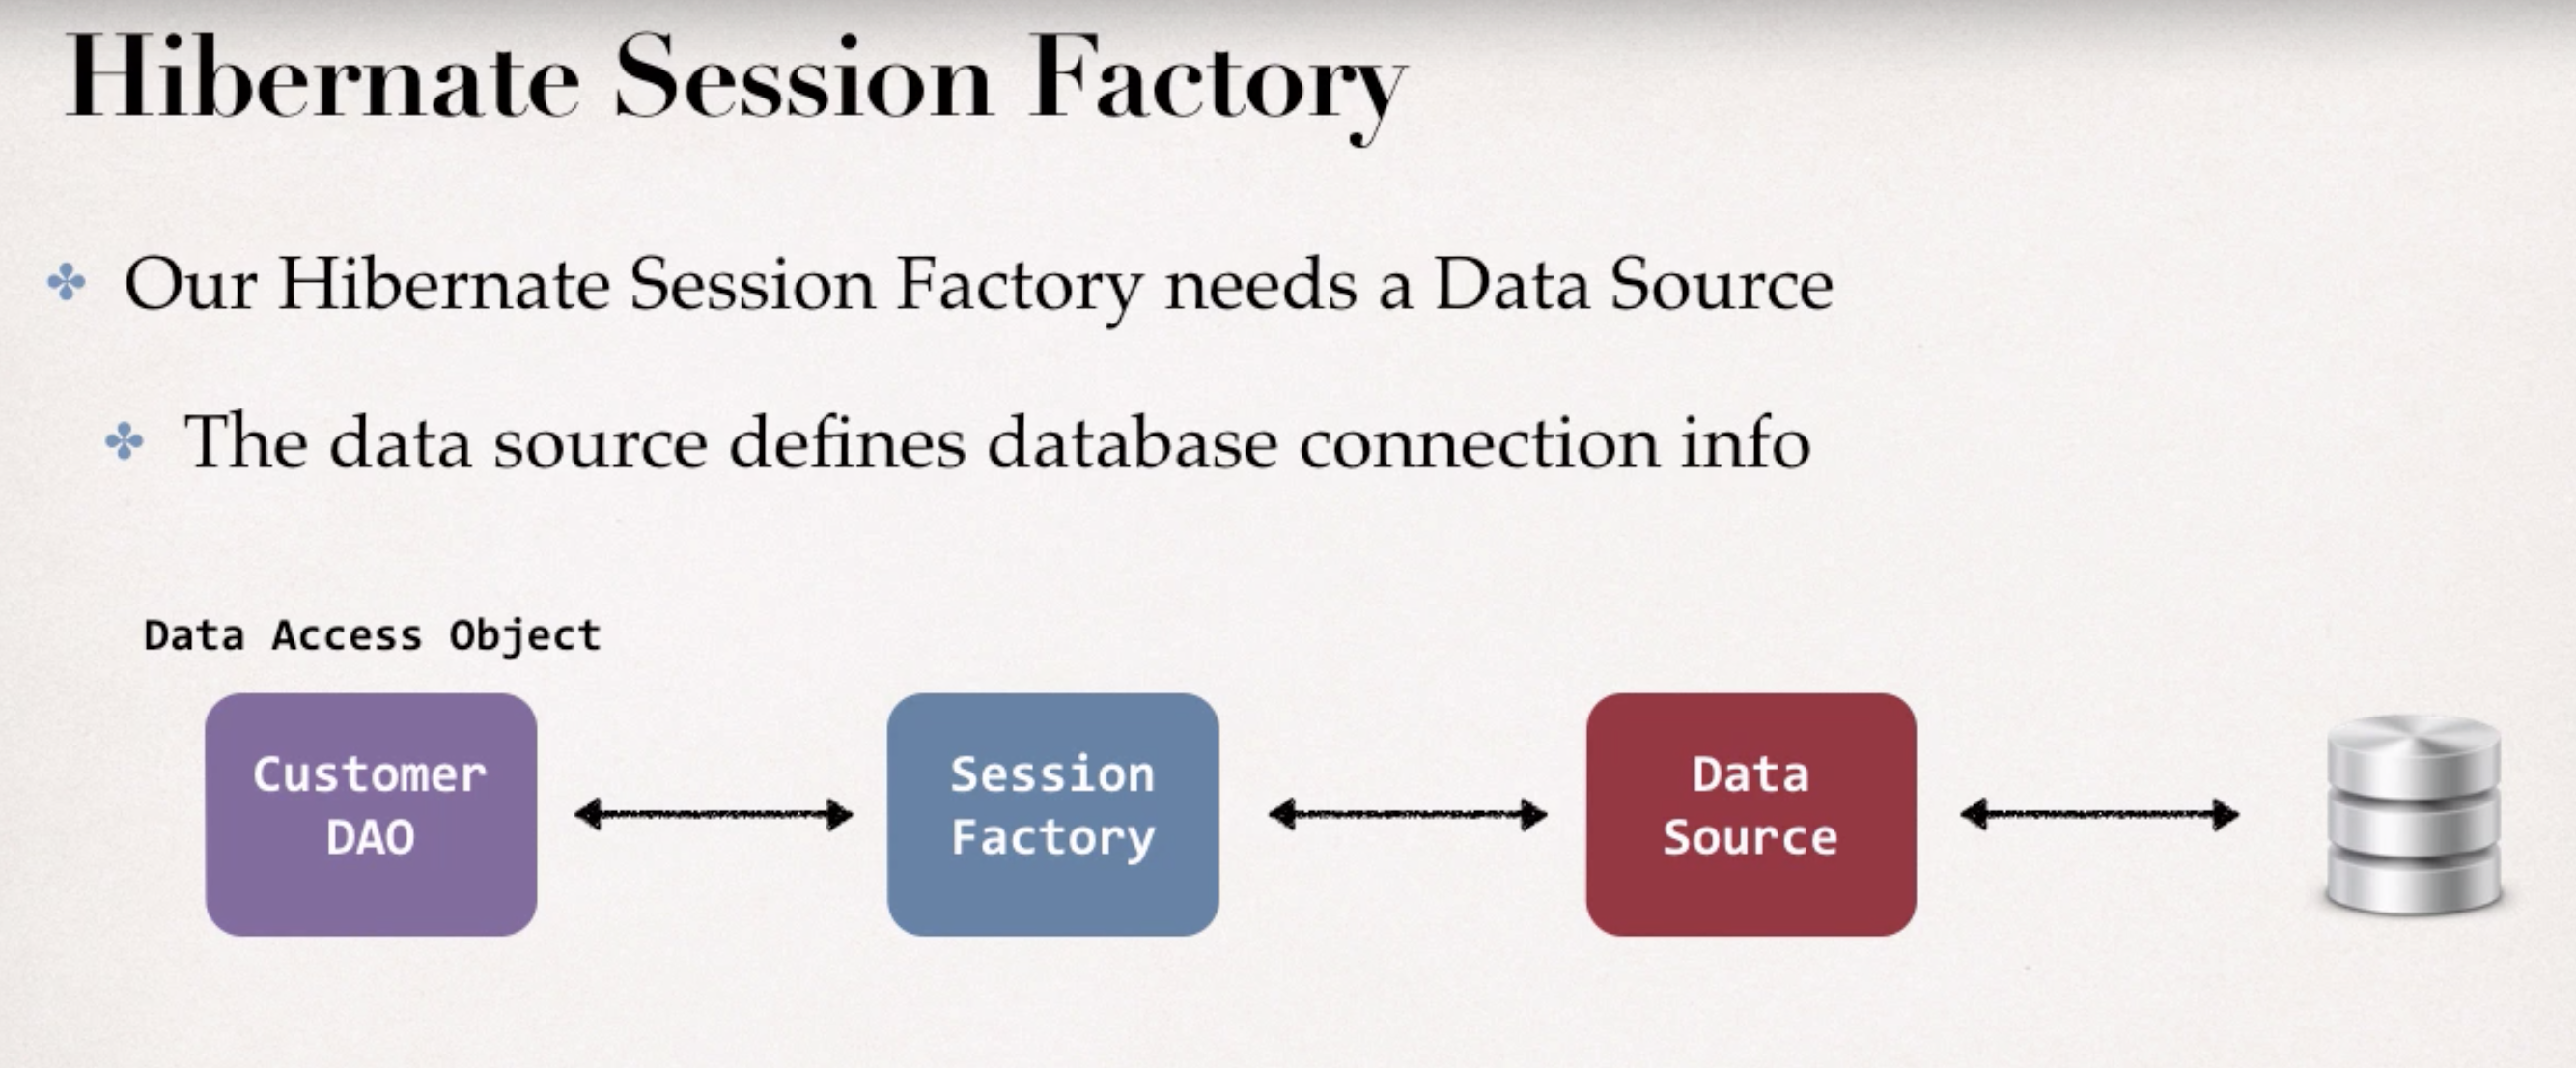 Hibernate Session Factory
Our Hibernate Session Factory needs a Data Source
The data source defines database connection info
Data Access Object
Customer
DAO
Session
Factory
Data
Source